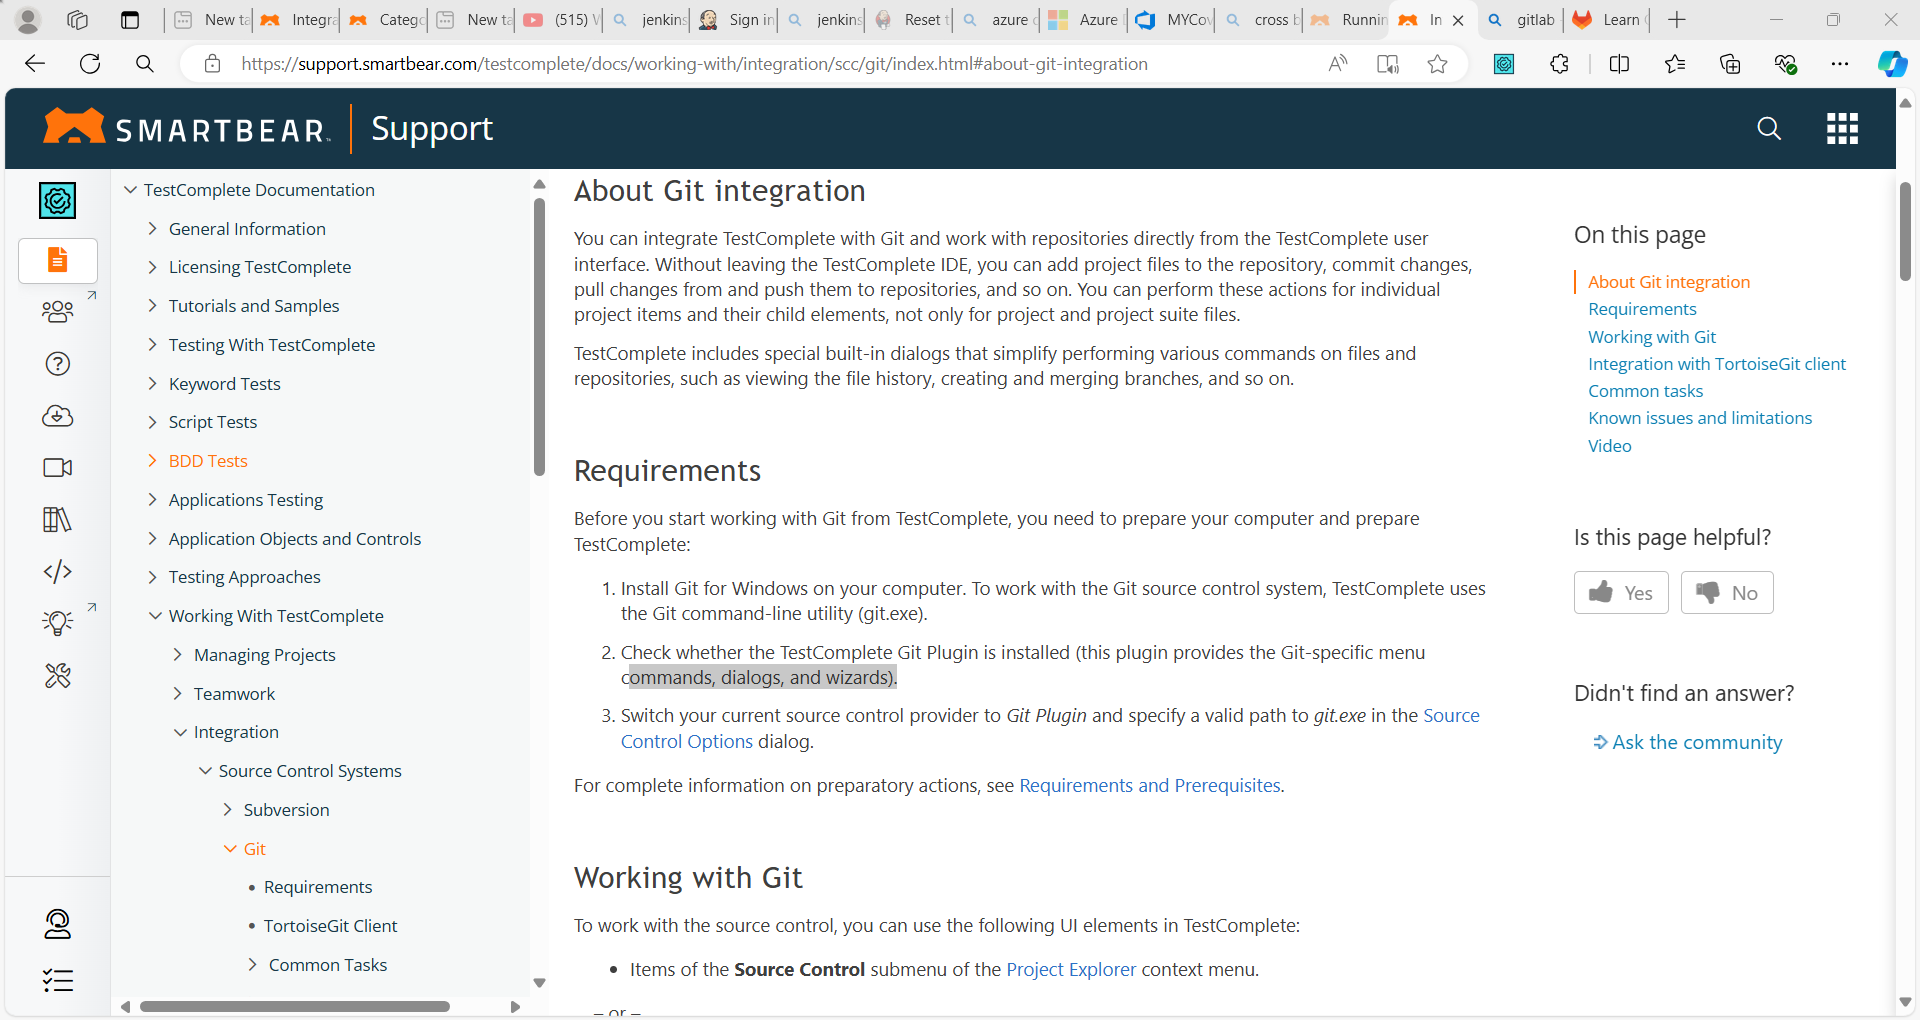 New ta
Integra
Catego
New ta
(515) V
jenkins
Sign in
jenkins
Reset t
azure d
Azure
MYCov
cross b
Runnin
In
gitlab
Learn
https://support.smartbear.com/testcomplete/docs/working-with/integration/scc/git/index.html#about-git-integration
SMARTBEAR
Support
TestComplete Documentation
General Information
Licensing TestComplete
Tutorials and Samples
Testing With TestComplete
Keyword Tests
Script Tests
BDD Tests
Applications Testing
Application Objects and Controls
Testing Approaches
Working With TestComplete
Managing Projects
Teamwork
Integration
Source Control Systems
Subversion
Git
• Requirements
• TortoiseGit Client
Common Tasks
About Git integration
You can integrate TestComplete with Git and work with repositories directly from the TestComplete user
interface. Without leaving the TestComplete IDE, you can add project files to the repository, commit changes,
pull changes from and push them to repositories, and so on. You can perform these actions for individual
project items and their child elements, not only for project and project suite files.
TestComplete includes special built-in dialogs that simplify performing various commands on files and
repositories, such as viewing the file history, creating and merging branches, and so on.
Requirements
Before you start working with Git from TestComplete, you need to prepare your computer and prepare
TestComplete:
1. Install Git for Windows on your computer. To work with the Git source control system, TestComplete uses
the Git command-line utility (git.exe).
2. Check whether the TestComplete Git Plugin is installed (this plugin provides the Git-specific menu
commands, dialogs, and wizards).
3. Switch your current source control provider to Git Plugin and specify a valid path to git.exe in the Source
Control Options dialog.
For complete information on preparatory actions, see Requirements and Prerequisites.
Working with Git
To work with the source control, you can use the following UI elements in TestComplete:
• Items of the Source Control submenu of the Project Explorer context menu.
– or –
On this page
About Git integration
Requirements
Working with Git
Integration with TortoiseGit client
Common tasks
Known issues and limitations
Video
Is this page helpful?
Yes
No
Didn't find an answer?
Ask the community